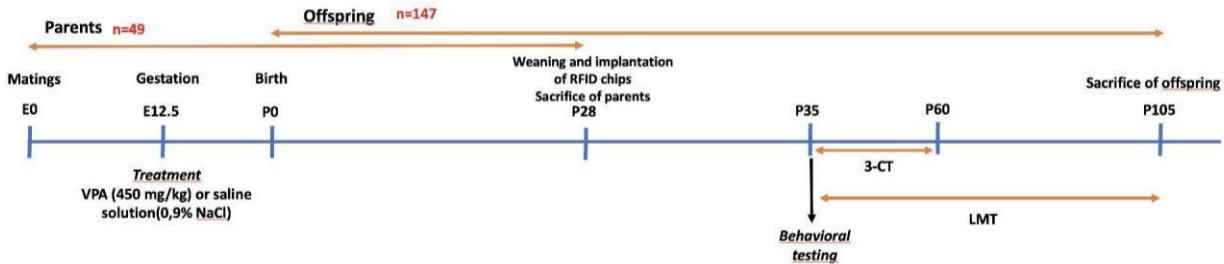 Parents n=49
Offspring n=147
Matings
Gestation
Birth
Weaning and implantation
of RFID chips
Sacrifice of parents
Sacrifice of offspring
E0
E12.5
P0
P28
P35
P60
P105
Treatment
VPA (450 mg/kg) or saline
solution(0,9% NaCl)
3-CT
LMT
Behavioral
testing